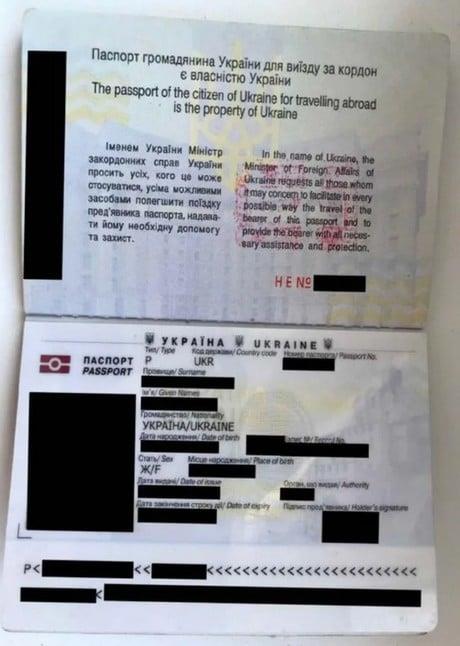 Паспорт громадянина України для виїзду за кордон
є власністю України
The passport of the citizen of Ukraine for travelling abroad
is the property of Ukraine
Іменем України Міністр
закордонних справ України
просить усіх, кого це може
стосуватися, усіма можливими
засобами полегшити поїздку
пред'явника паспорта, надава-
ти йому необхідну допомогу
та захист.
In the name of Ukraine, the
Minister of Foreign Affairs of
Ukraine requests all those whom
it may concern to facilitate in every
possible way the travel of the
bearer of this passport and to
provide the bearer with all neces-
sary assistance and protection.
НЕ №
УКРАЇНА UKRAINE
ПАСПОРТ
PASSPORT
Тип/ Type Код держави/ Country code Номер паспорта/ Passport No.
P UKR
Прізвище/ Surname
Ім'я/ Given Names
Громадянство/ Nationality
УКРАЇНА/UKRAINE
Дата народження/ Date of birth
Стать/ Sex Місце народження/ Place of birth
Ж/F
Дата видачі/ Date of issue Орган, що видав/ Authority
Дата закінчення строку дії/ Date of expiry Підпис пред'явника/ Holder's signature
P< << <<<<<<<<<<<<<<<<<<<<<<<<
<